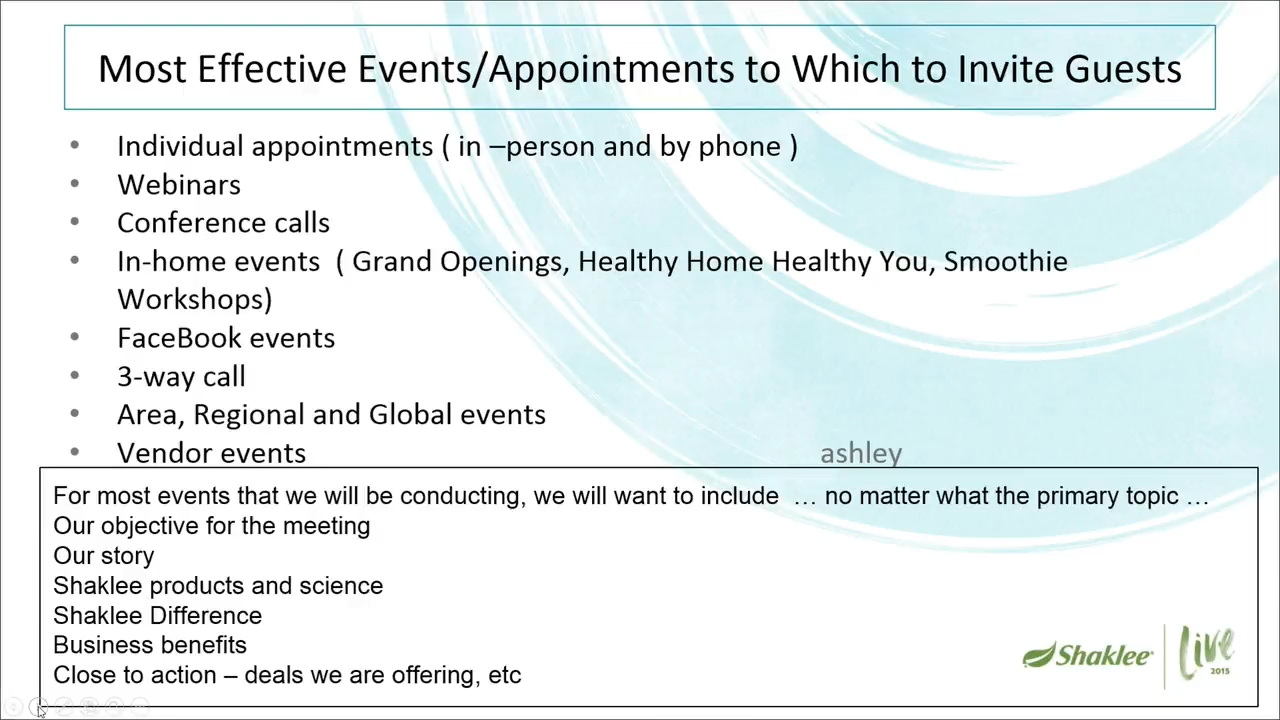 Most Effective Events/Appointments to Which to Invite Guests
• Individual appointments ( in –person and by phone )
• Webinars
• Conference calls
• In-home events ( Grand Openings, Healthy Home Healthy You, Smoothie
Workshops)
• FaceBook events
• 3-way call
• Area, Regional and Global events
• Vendor events
ashley
For most events that we will be conducting, we will want to include … no matter what the primary topic …
Our objective for the meeting
Our story
Shaklee products and science
Shaklee Difference
Business benefits
Close to action – deals we are offering, etc
Shaklee
Live
2015